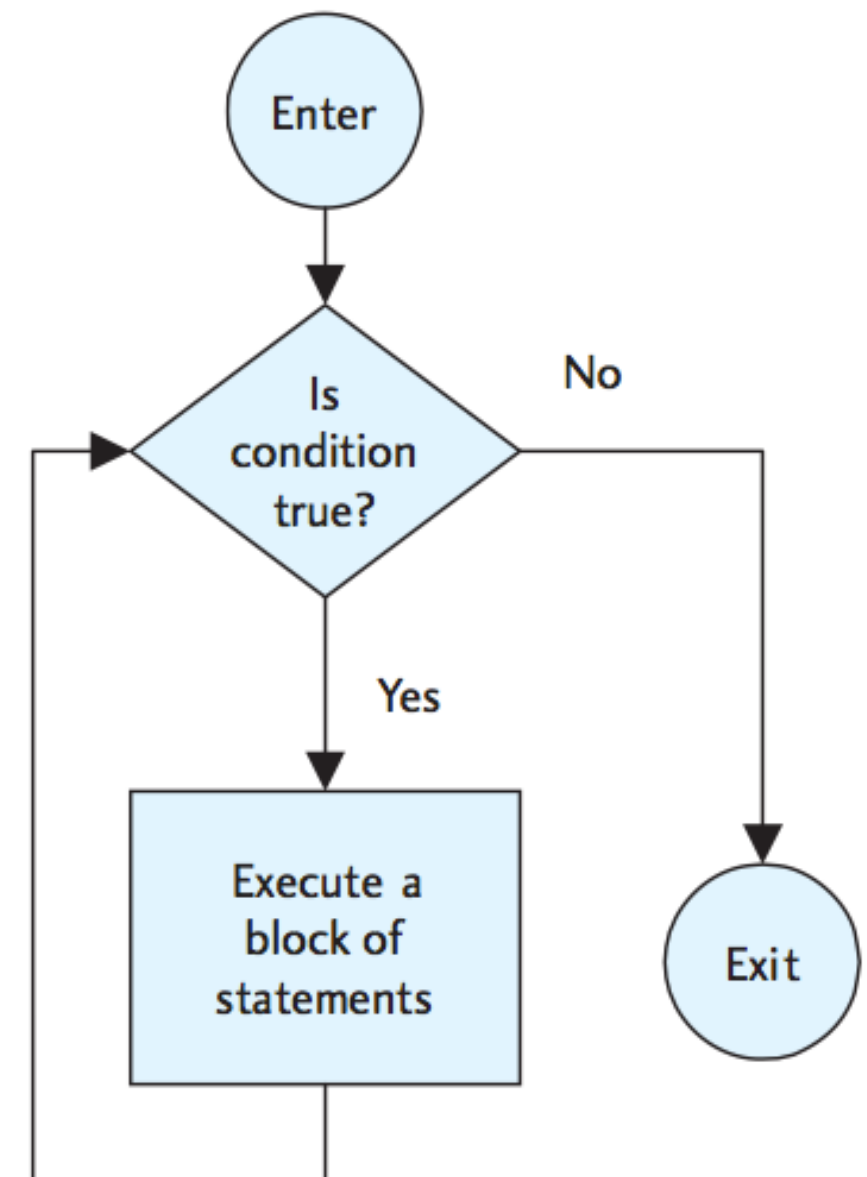 Enter
Is
condition
true?
No
Yes
Execute a
block of
statements
Exit